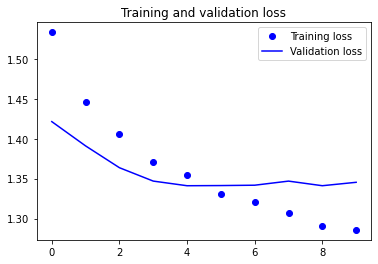 Training and validation loss
Training loss
Validation loss
1.50
1.45
1.40
1.35
1.30
0 2 4 6 8